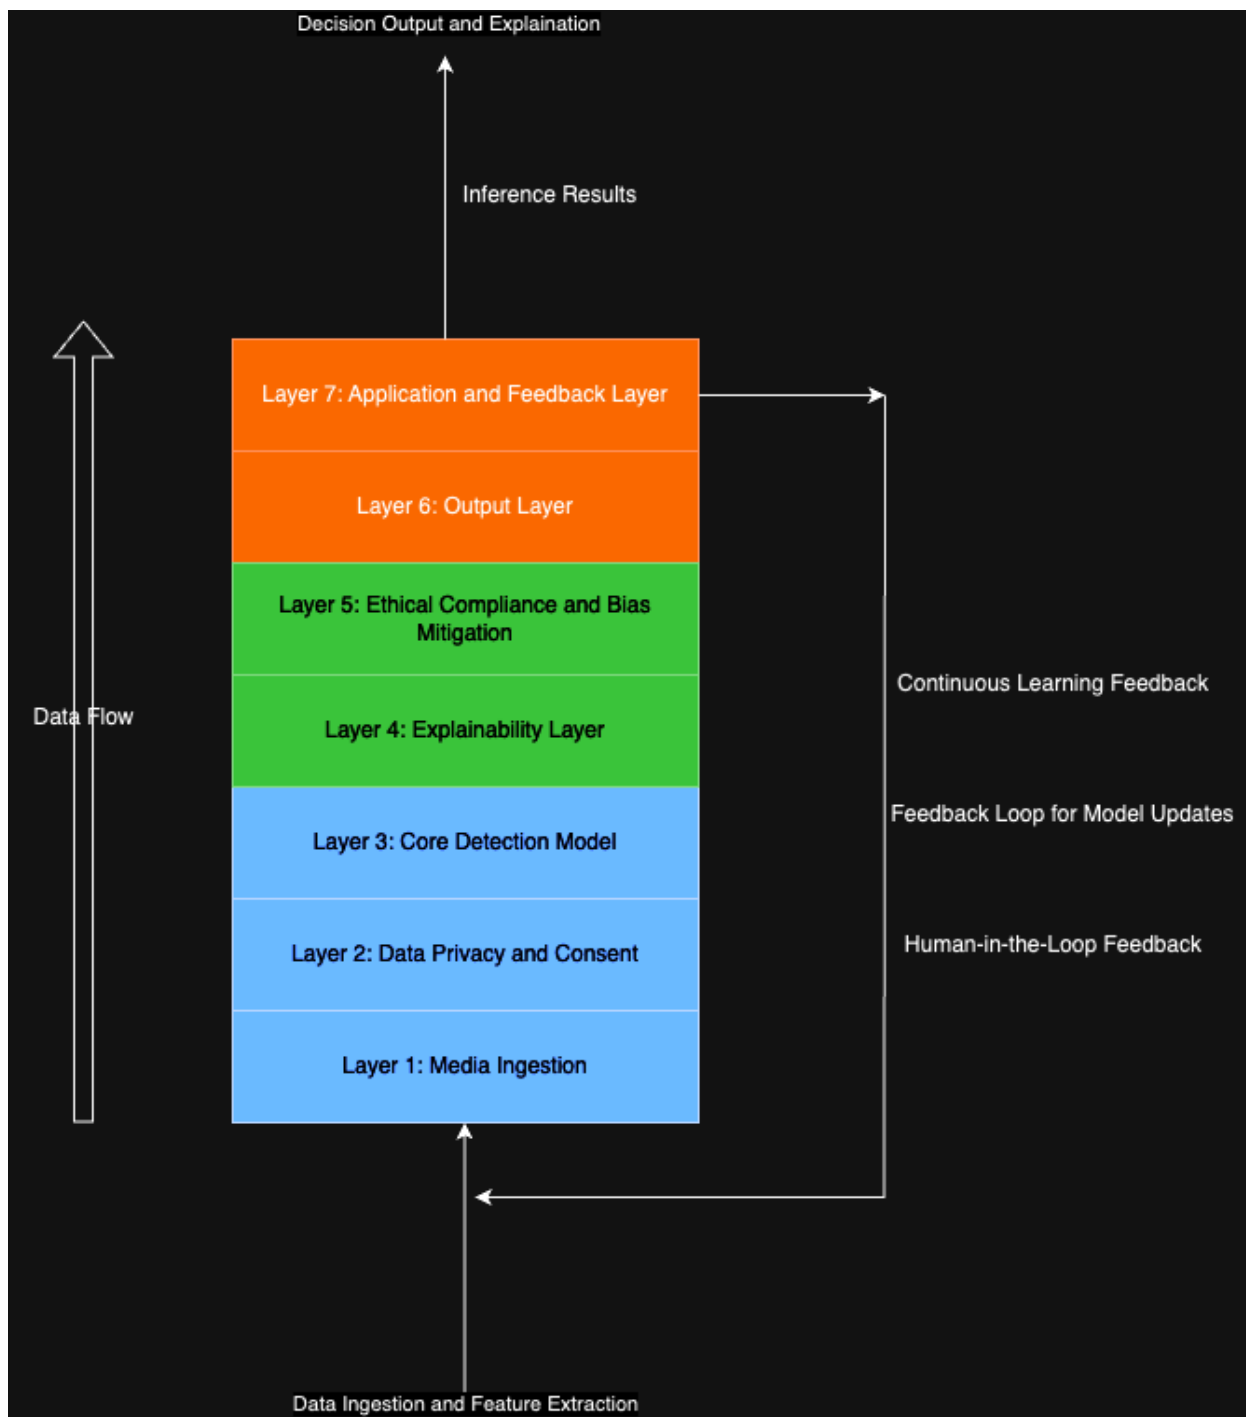 Decision Output and Explaination
Inference Results
Layer 7: Application and Feedback Layer
Layer 6: Output Layer
Layer 5: Ethical Compliance and Bias
Mitigation
Continuous Learning Feedback
Data Flow
Layer 4: Explainability Layer
Feedback Loop for Model Updates
Layer 3: Core Detection Model
Human-in-the-Loop Feedback
Layer 2: Data Privacy and Consent
Layer 1: Media Ingestion
Data Ingestion and Feature Extraction